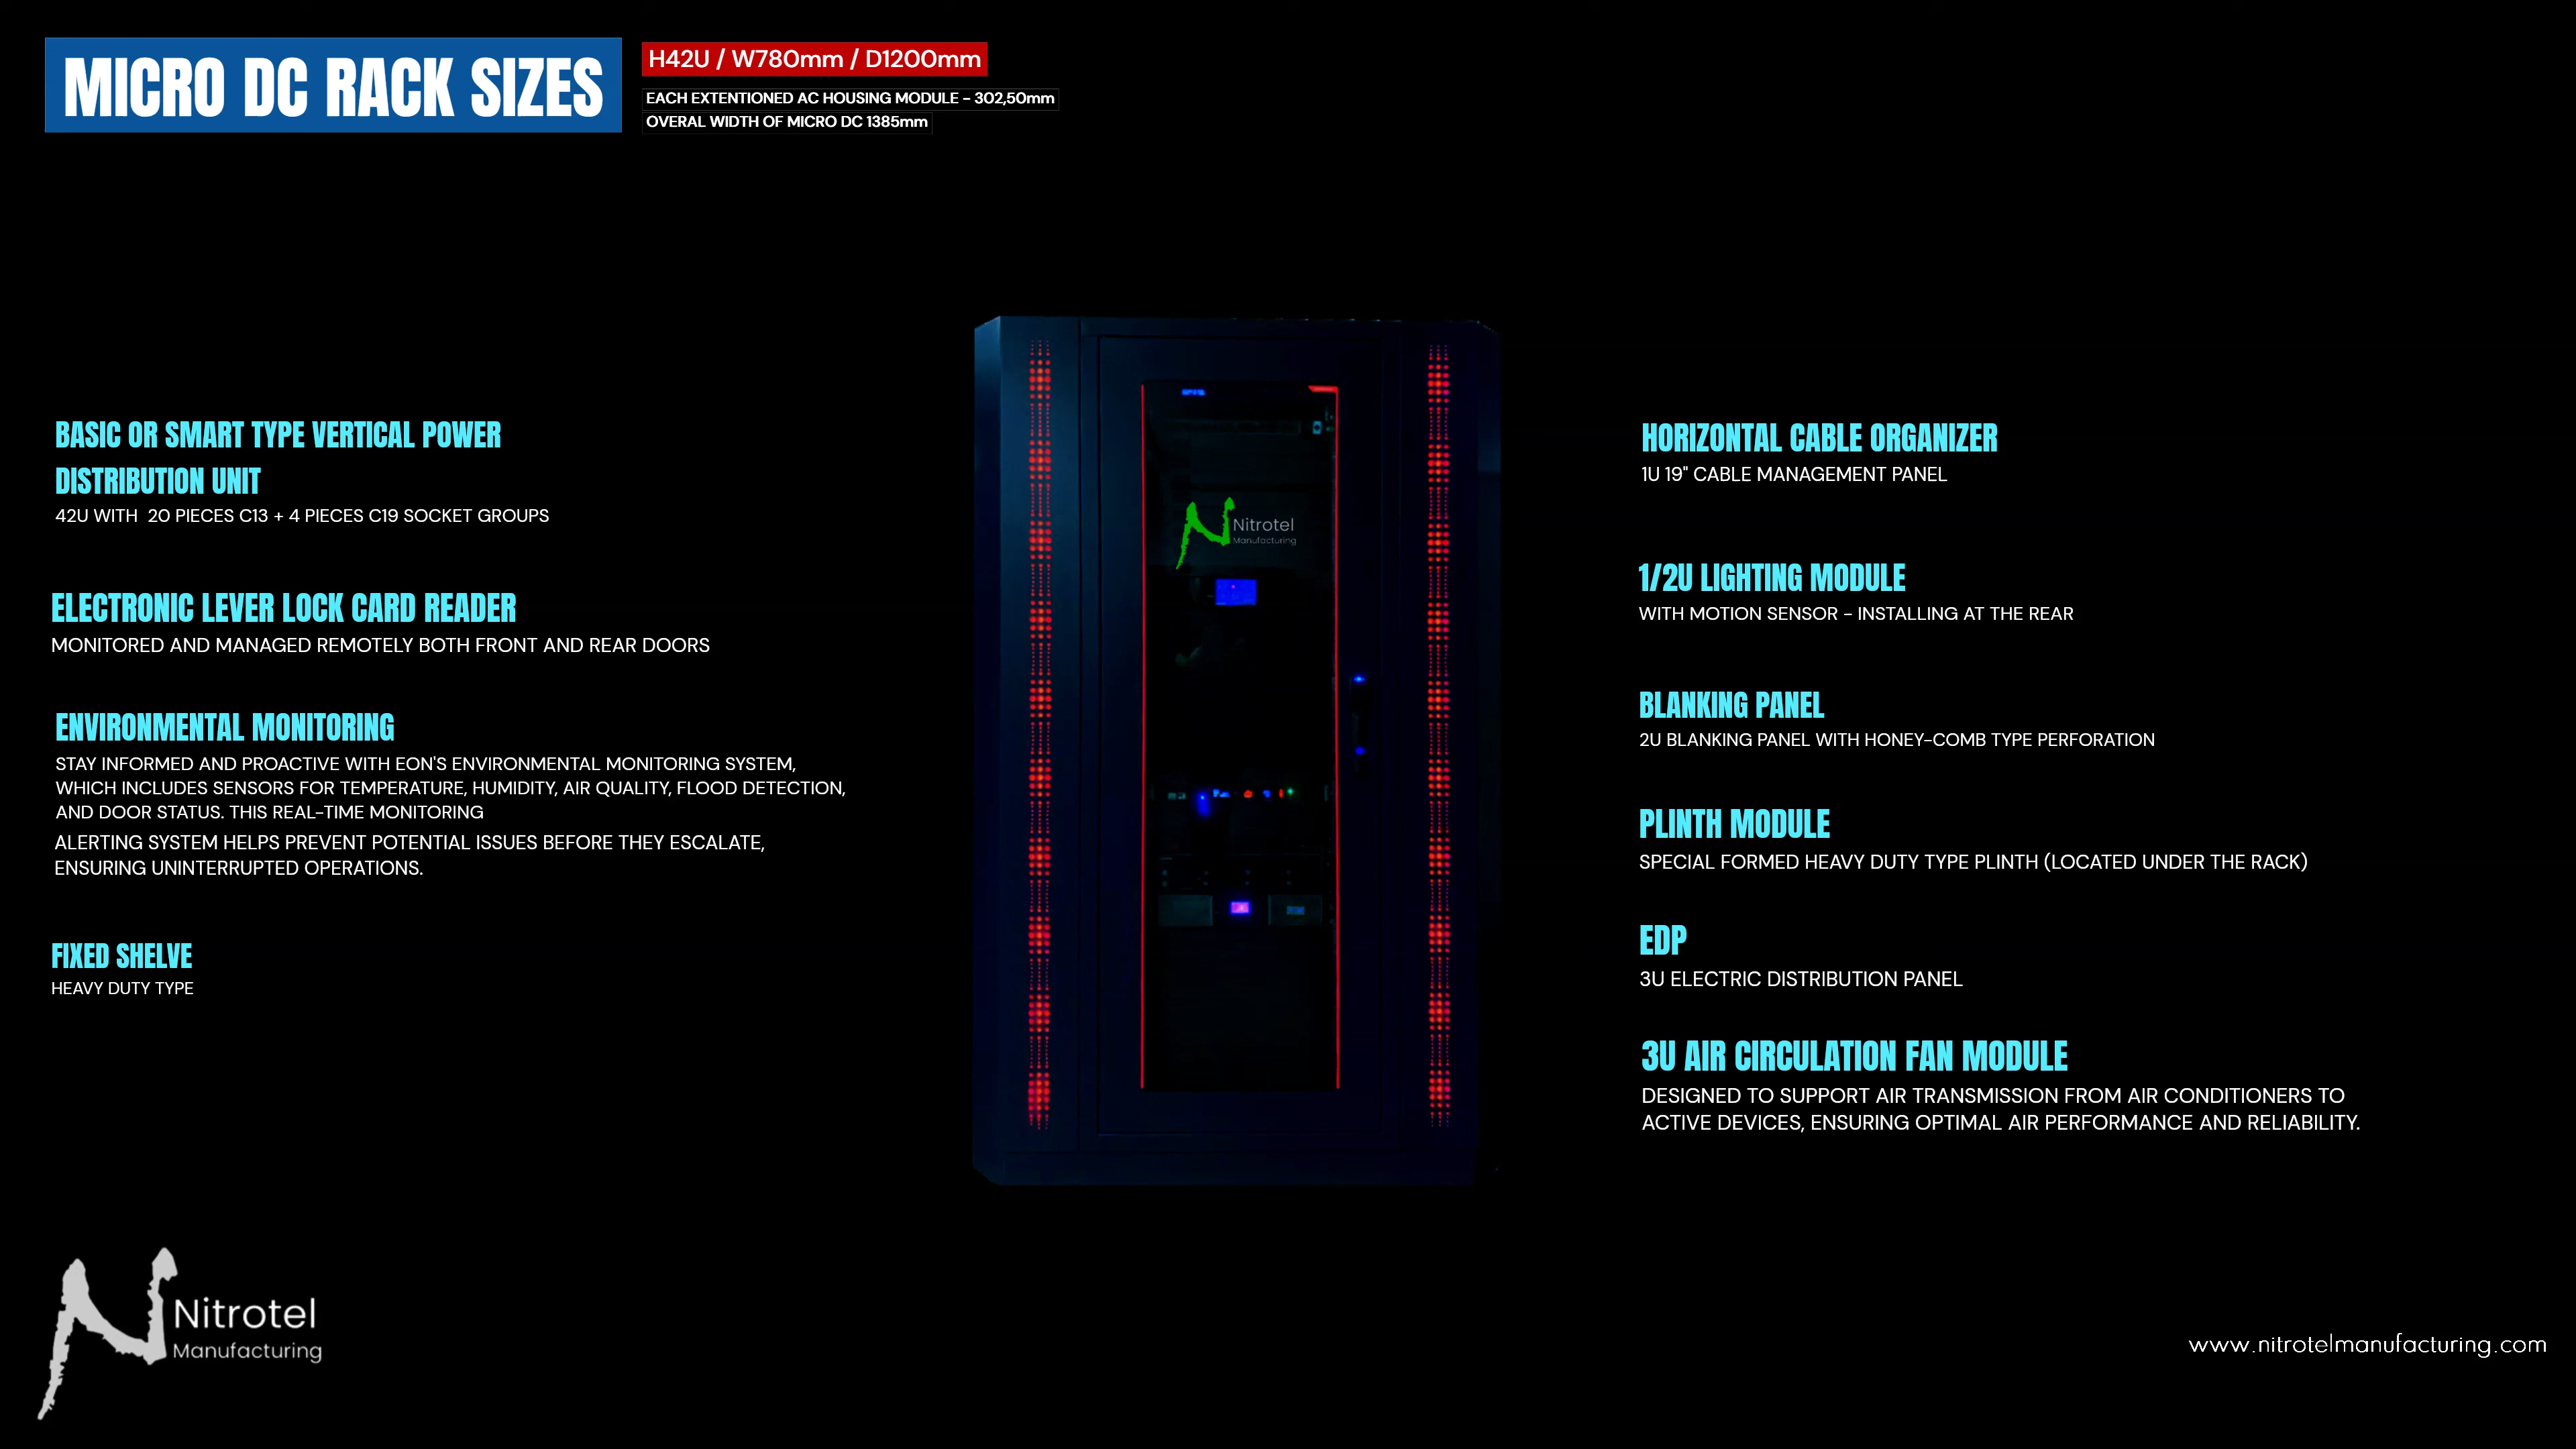 MICRO DC RACK SIZES
H42U / W780mm / D1200mm
EACH EXTENTIONED AC HOUSING MODULE - 302,50mm
OVERAL WIDTH OF MICRO DC 1385mm
BASIC OR SMART TYPE VERTICAL POWER
DISTRIBUTION UNIT
42U WITH 20 PIECES C13 + 4 PIECES C19 SOCKET GROUPS
ELECTRONIC LEVER LOCK CARD READER
MONITORED AND MANAGED REMOTELY BOTH FRONT AND REAR DOORS
ENVIRONMENTAL MONITORING
STAY INFORMED AND PROACTIVE WITH EON'S ENVIRONMENTAL MONITORING SYSTEM,
WHICH INCLUDES SENSORS FOR TEMPERATURE, HUMIDITY, AIR QUALITY, FLOOD DETECTION,
AND DOOR STATUS. THIS REAL-TIME MONITORING
ALERTING SYSTEM HELPS PREVENT POTENTIAL ISSUES BEFORE THEY ESCALATE,
ENSURING UNINTERRUPTED OPERATIONS.
FIXED SHELVE
HEAVY DUTY TYPE
Nitrotel
Manufacturing
HORIZONTAL CABLE ORGANIZER
1U 19" CABLE MANAGEMENT PANEL
1/2U LIGHTING MODULE
WITH MOTION SENSOR - INSTALLING AT THE REAR
BLANKING PANEL
2U BLANKING PANEL WITH HONEY-COMB TYPE PERFORATION
PLINTH MODULE
SPECIAL FORMED HEAVY DUTY TYPE PLINTH (LOCATED UNDER THE RACK)
EDP
3U ELECTRIC DISTRIBUTION PANEL
3U AIR CIRCULATION FAN MODULE
DESIGNED TO SUPPORT AIR TRANSMISSION FROM AIR CONDITIONERS TO
ACTIVE DEVICES, ENSURING OPTIMAL AIR PERFORMANCE AND RELIABILITY.
Nitrotel
Manufacturing
www.nitrotelmanufacturing.com